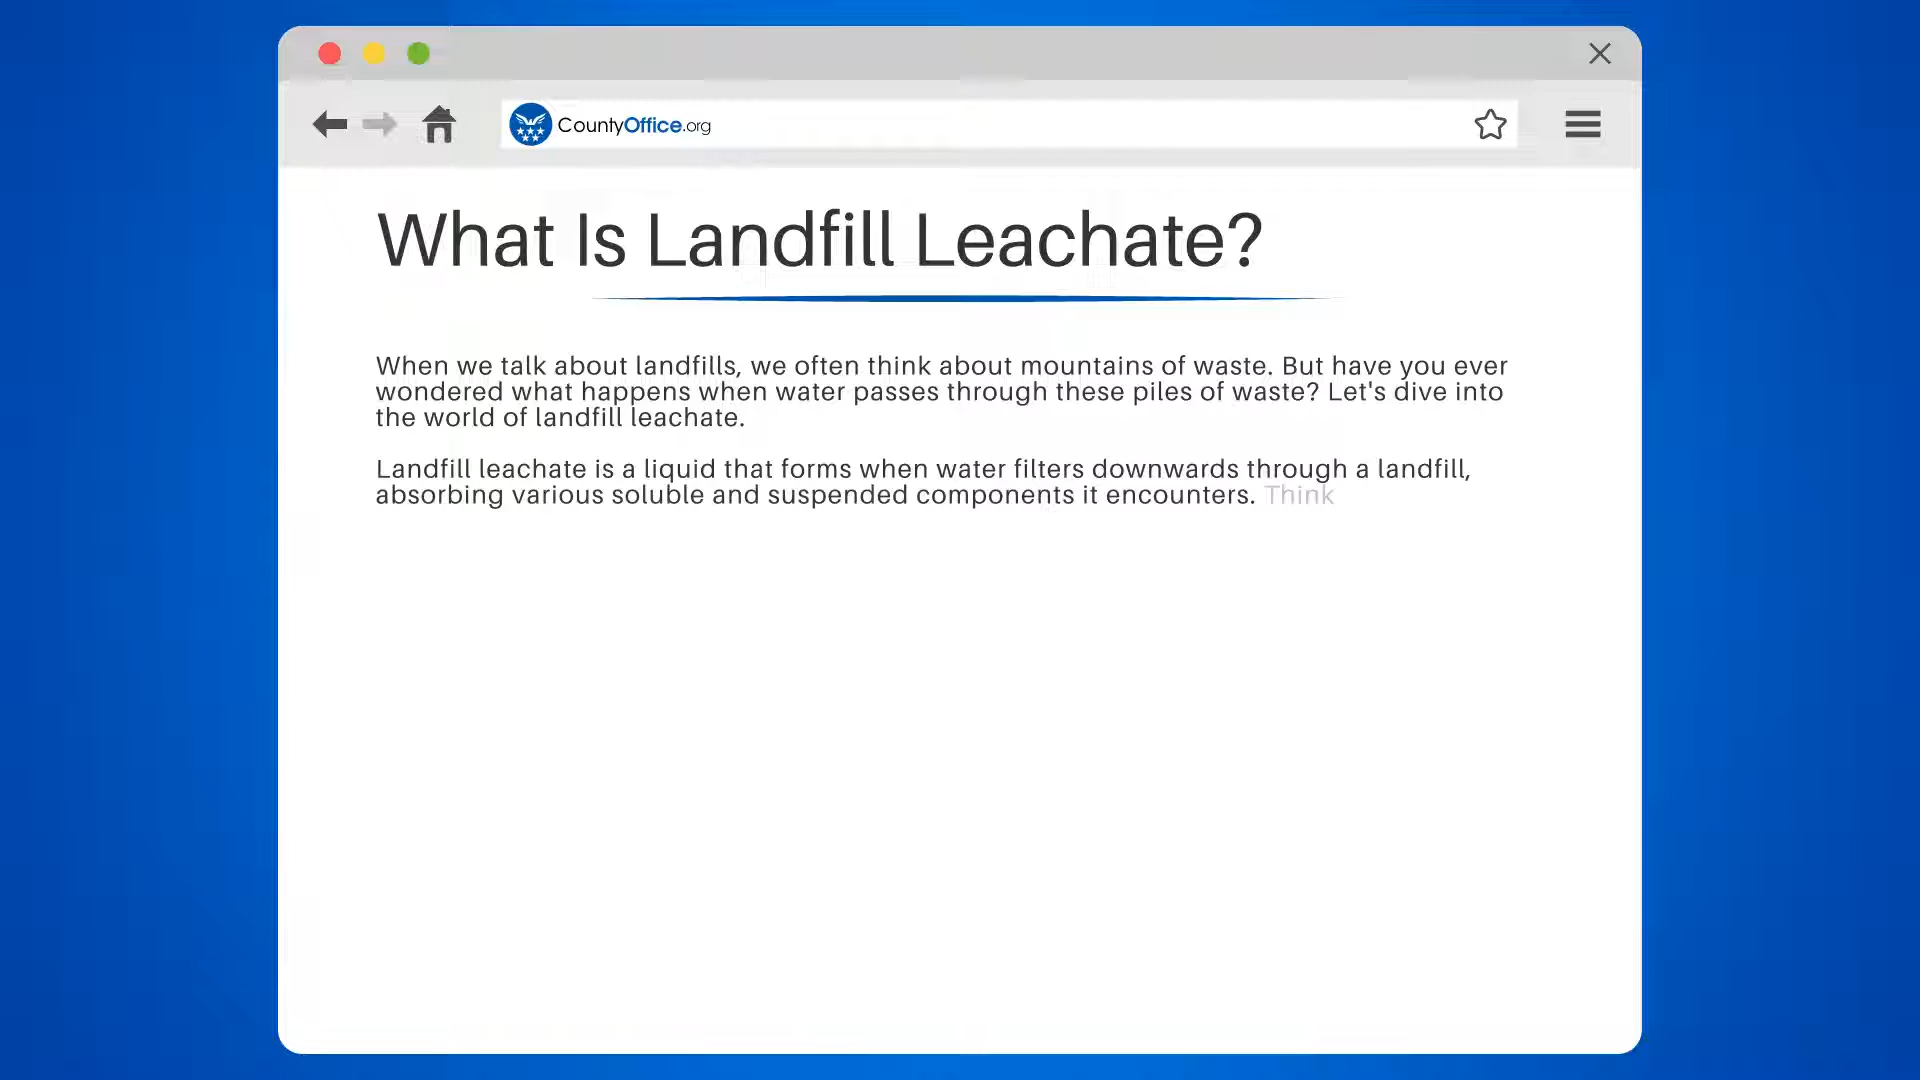 CountyOffice.org
What Is Landfill Leachate?
When we talk about landfills, we often think about mountains of waste. But have you ever
wondered what happens when water passes through these piles of waste? Let's dive into
the world of landfill leachate.
Landfill leachate is a liquid that forms when water filters downwards through a landfill,
absorbing various soluble and suspended components it encounters. Think